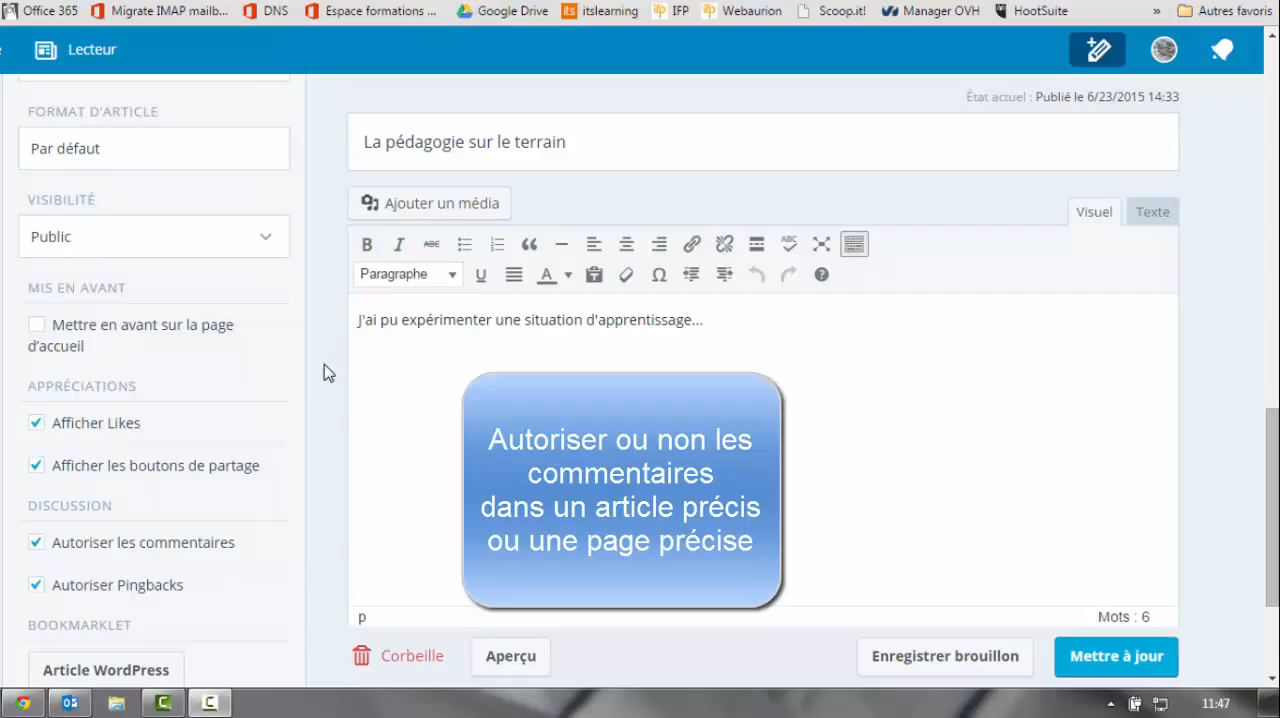 Office 365
Migrate IMAP mailb...
DNS
Espace formations ...
Google Drive
its
itslearning
ifp
IFP
ifp
Webaurion
Scoop.it!
Manager OVH
HootSuite
»
Autres favoris
Lecteur
État actuel : Publié le 6/23/2015 14:33
FORMAT D'ARTICLE
Par défaut
VISIBILITÉ
Public
MIS EN AVANT
Mettre en avant sur la page
d'accueil
APPRÉCIATIONS
Afficher Likes
Afficher les boutons de partage
DISCUSSION
Autoriser les commentaires
Autoriser Pingbacks
BOOKMARKLET
Article WordPress
La pédagogie sur le terrain
Ajouter un média
Visuel
Texte
B I ABC ABC
Paragraphe
U A Ω
J'ai pu expérimenter une situation d'apprentissage...
Autoriser ou non les
commentaires
dans un article précis
ou une page précise
p
Mots : 6
Corbeille
Aperçu
Enregistrer brouillon
Mettre à jour
11:47